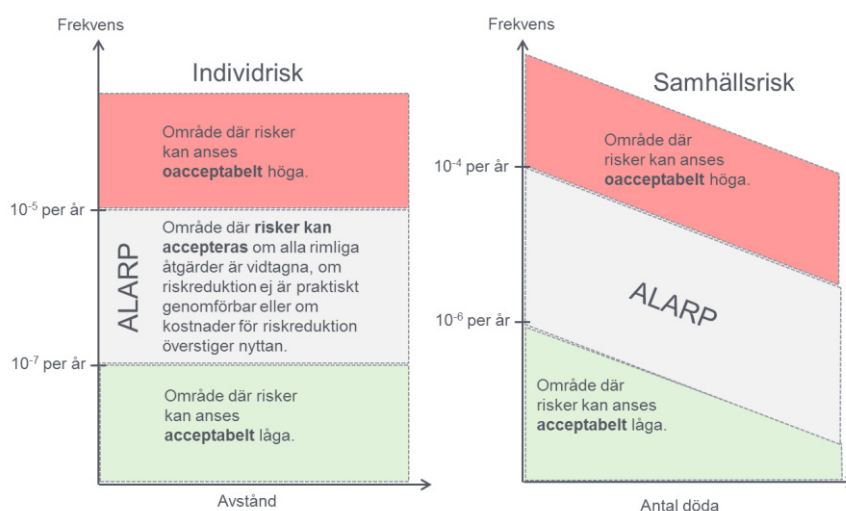 Frekvens
Individrisk
Område där risker
kan anses
oacceptabelt höga.
10-5 per år
ALARP
Område där risker kan
accepteras om alla rimliga
åtgärder är vidtagna, om
riskreduktion ej är praktiskt
genomförbar eller om
kostnader för riskreduktion
överstiger nyttan.
10-7 per år
Område där risker
kan anses
acceptabelt låga.
Avstånd
Frekvens
Samhällsrisk
Område där
risker kan anses
oacceptabelt höga.
10-4 per år
ALARP
10-6 per år
Område där
risker kan anses
acceptabelt låga.
Antal döda